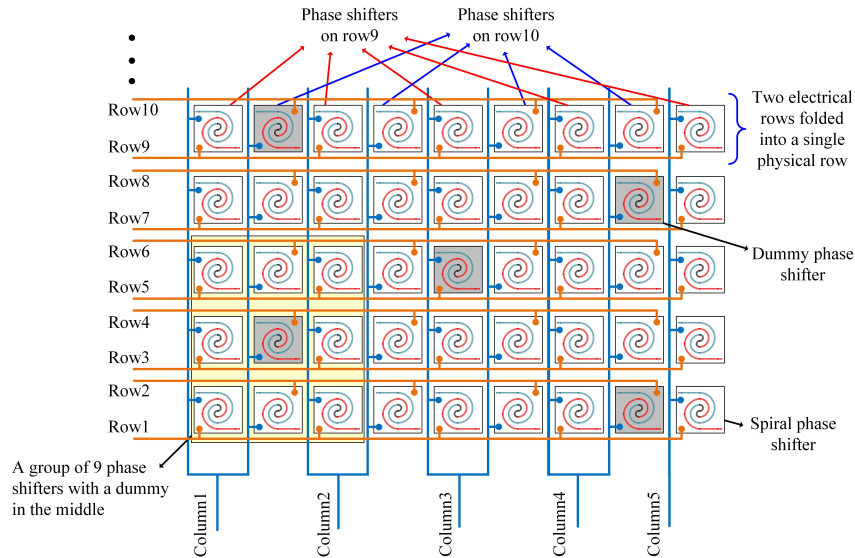 Phase shifters
on row9
Phase shifters
on row10
Row10
Row9
Row8
Row7
Row6
Row5
Row4
Row3
Row2
Row1
Two electrical
rows folded
into a single
physical row
Dummy phase
shifter
Spiral phase
shifter
A group of 9 phase
shifters with a dummy
in the middle
Column1
Column2
Column3
Column4
Column5